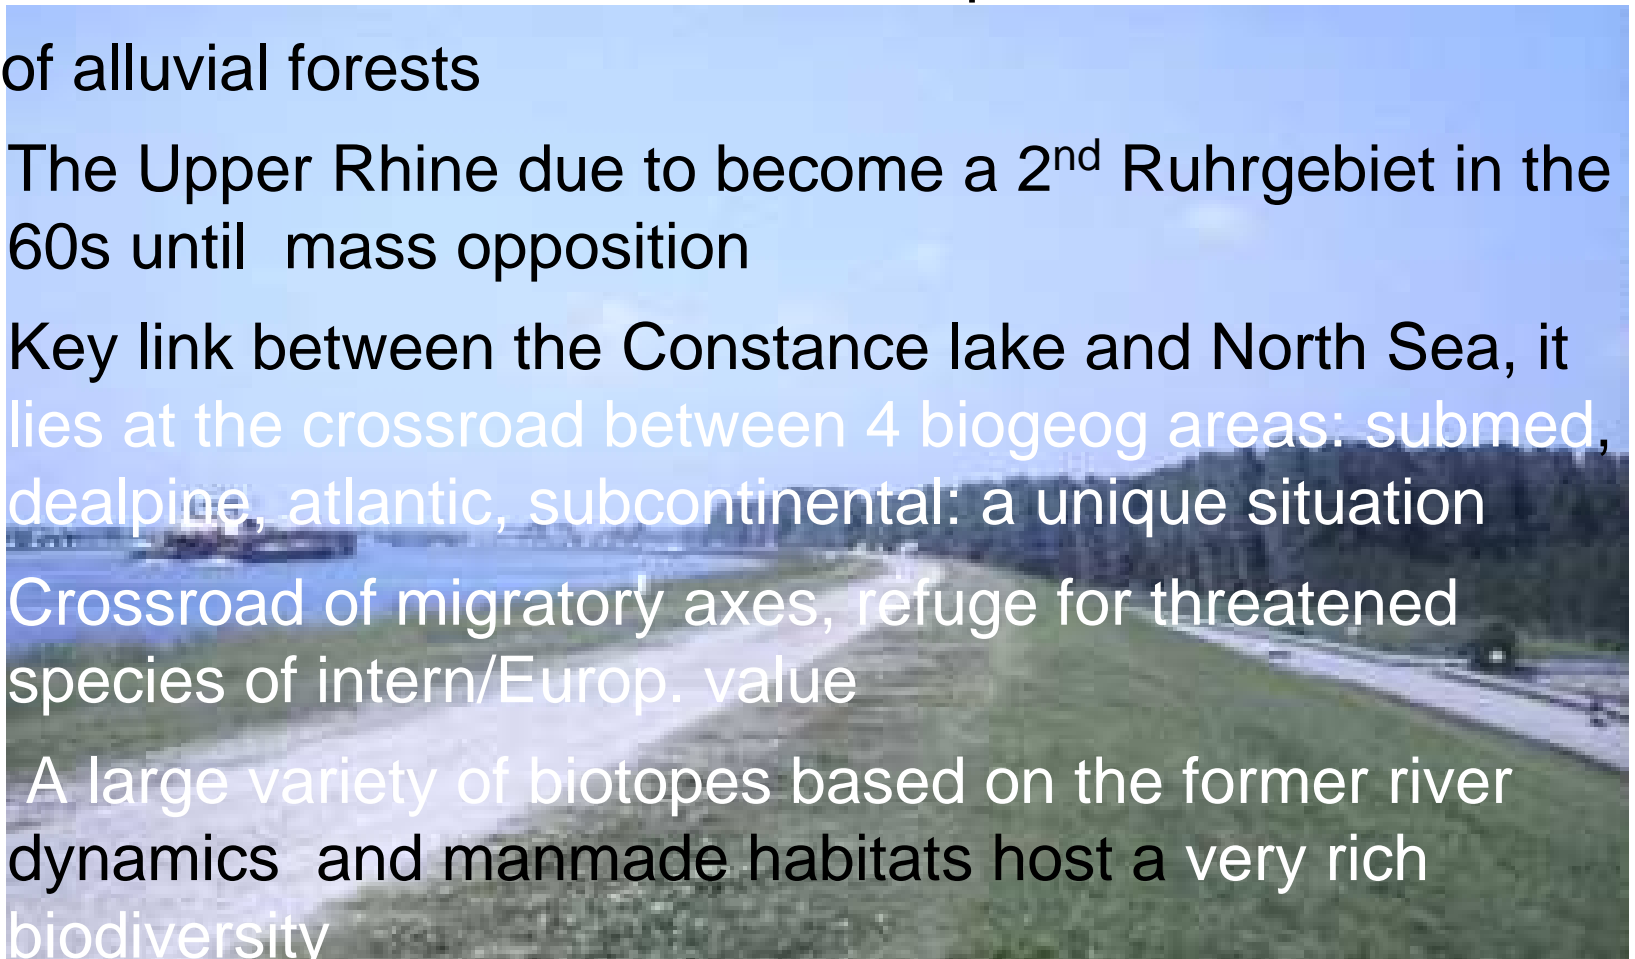 of alluvial forests
The Upper Rhine due to become a 2nd Ruhrgebiet in the
60s until  mass opposition
Key link between the Constance lake and North Sea, it
lies at the crossroad between 4 biogeog areas: submed,
dealpine, atlantic, subcontinental: a unique situation
Crossroad of migratory axes, refuge for threatened
species of intern/Europ. value
A large variety of biotopes based on the former river
dynamics  and manmade habitats host a very rich
biodiversity